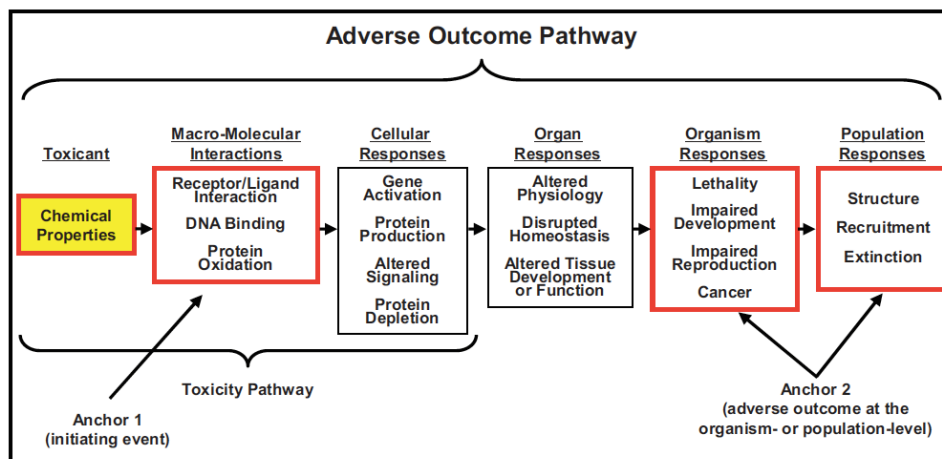 Adverse Outcome Pathway
Toxicant
Macro-Molecular
Interactions
Cellular
Responses
Organ
Responses
Organism
Responses
Population
Responses
Chemical
Properties
Receptor/Ligand
Interaction
DNA Binding
Protein
Oxidation
Gene
Activation
Protein
Production
Altered
Signaling
Protein
Depletion
Altered
Physiology
Disrupted
Homeostasis
Altered Tissue
Development
or Function
Lethality
Impaired
Development
Impaired
Reproduction
Cancer
Structure
Recruitment
Extinction
Toxicity Pathway
Anchor 1
(initiating event)
Anchor 2
(adverse outcome at the
organism- or population-level)